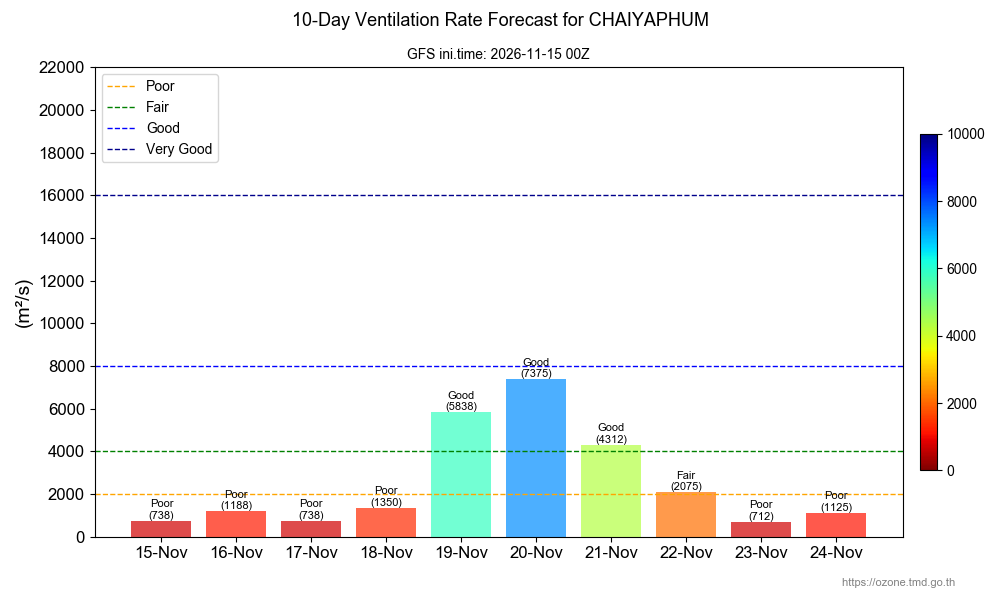 10-Day Ventilation Rate Forecast for CHAIYAPHUM
GFS ini.time: 2026-11-15 00Z
(m²/s)
22000
20000
18000
16000
14000
12000
10000
8000
6000
4000
2000
0
Poor
Fair
Good
Very Good
Poor
(738)
Poor
(1188)
Poor
(738)
Poor
(1350)
Good
(5838)
Good
(7375)
Good
(4312)
Fair
(2075)
Poor
(712)
Poor
(1125)
15-Nov
16-Nov
17-Nov
18-Nov
19-Nov
20-Nov
21-Nov
22-Nov
23-Nov
24-Nov
10000
8000
6000
4000
2000
0
https://ozone.tmd.go.th